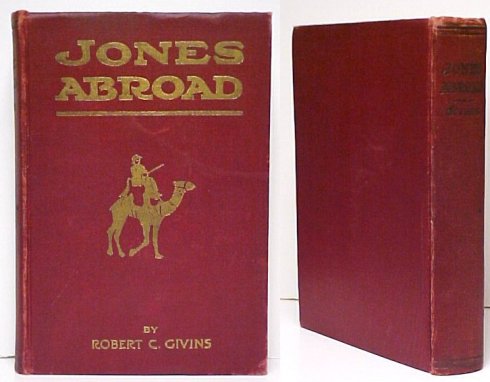 JONES
ABROAD
BY
ROBERT C. GIVINS
JONES
ABROAD
GIVINS